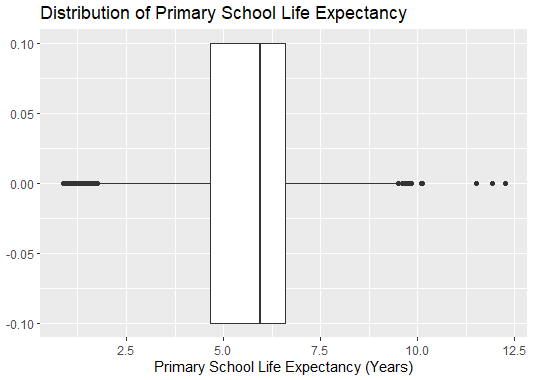 Distribution of Primary School Life Expectancy
0.10
0.05
0.00
-0.05
-0.10
2.5 5.0 7.5 10.0 12.5
Primary School Life Expectancy (Years)